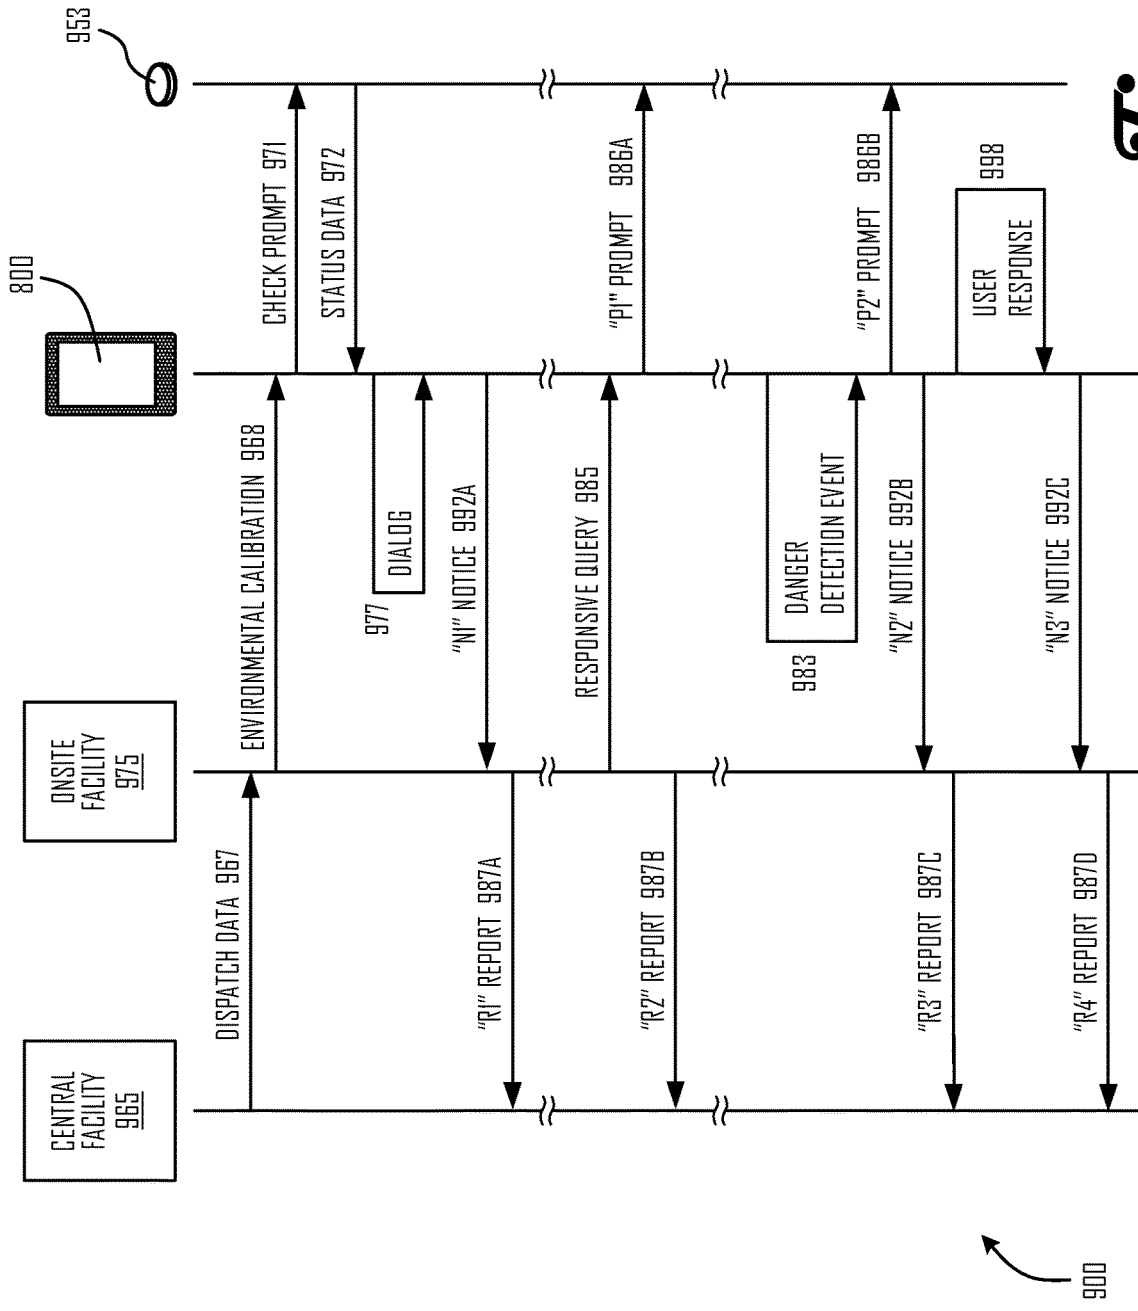 CENTRAL
FACILITY
965
ONSITE
FACILITY
975
800
953
DISPATCH DATA 967
ENVIRONMENTAL CALIBRATION 968
CHECK PROMPT 971
STATUS DATA 972
977
DIALOG
"N1" NOTICE 992A
"R1" REPORT 987A
RESPONSIVE QUERY 985
"P1" PROMPT 986A
"R2" REPORT 987B
983
DANGER
DETECTION EVENT
"P2" PROMPT 986B
"N2" NOTICE 992B
"R3" REPORT 987C
USER
RESPONSE
998
"N3" NOTICE 992C
"R4" REPORT 987D
900